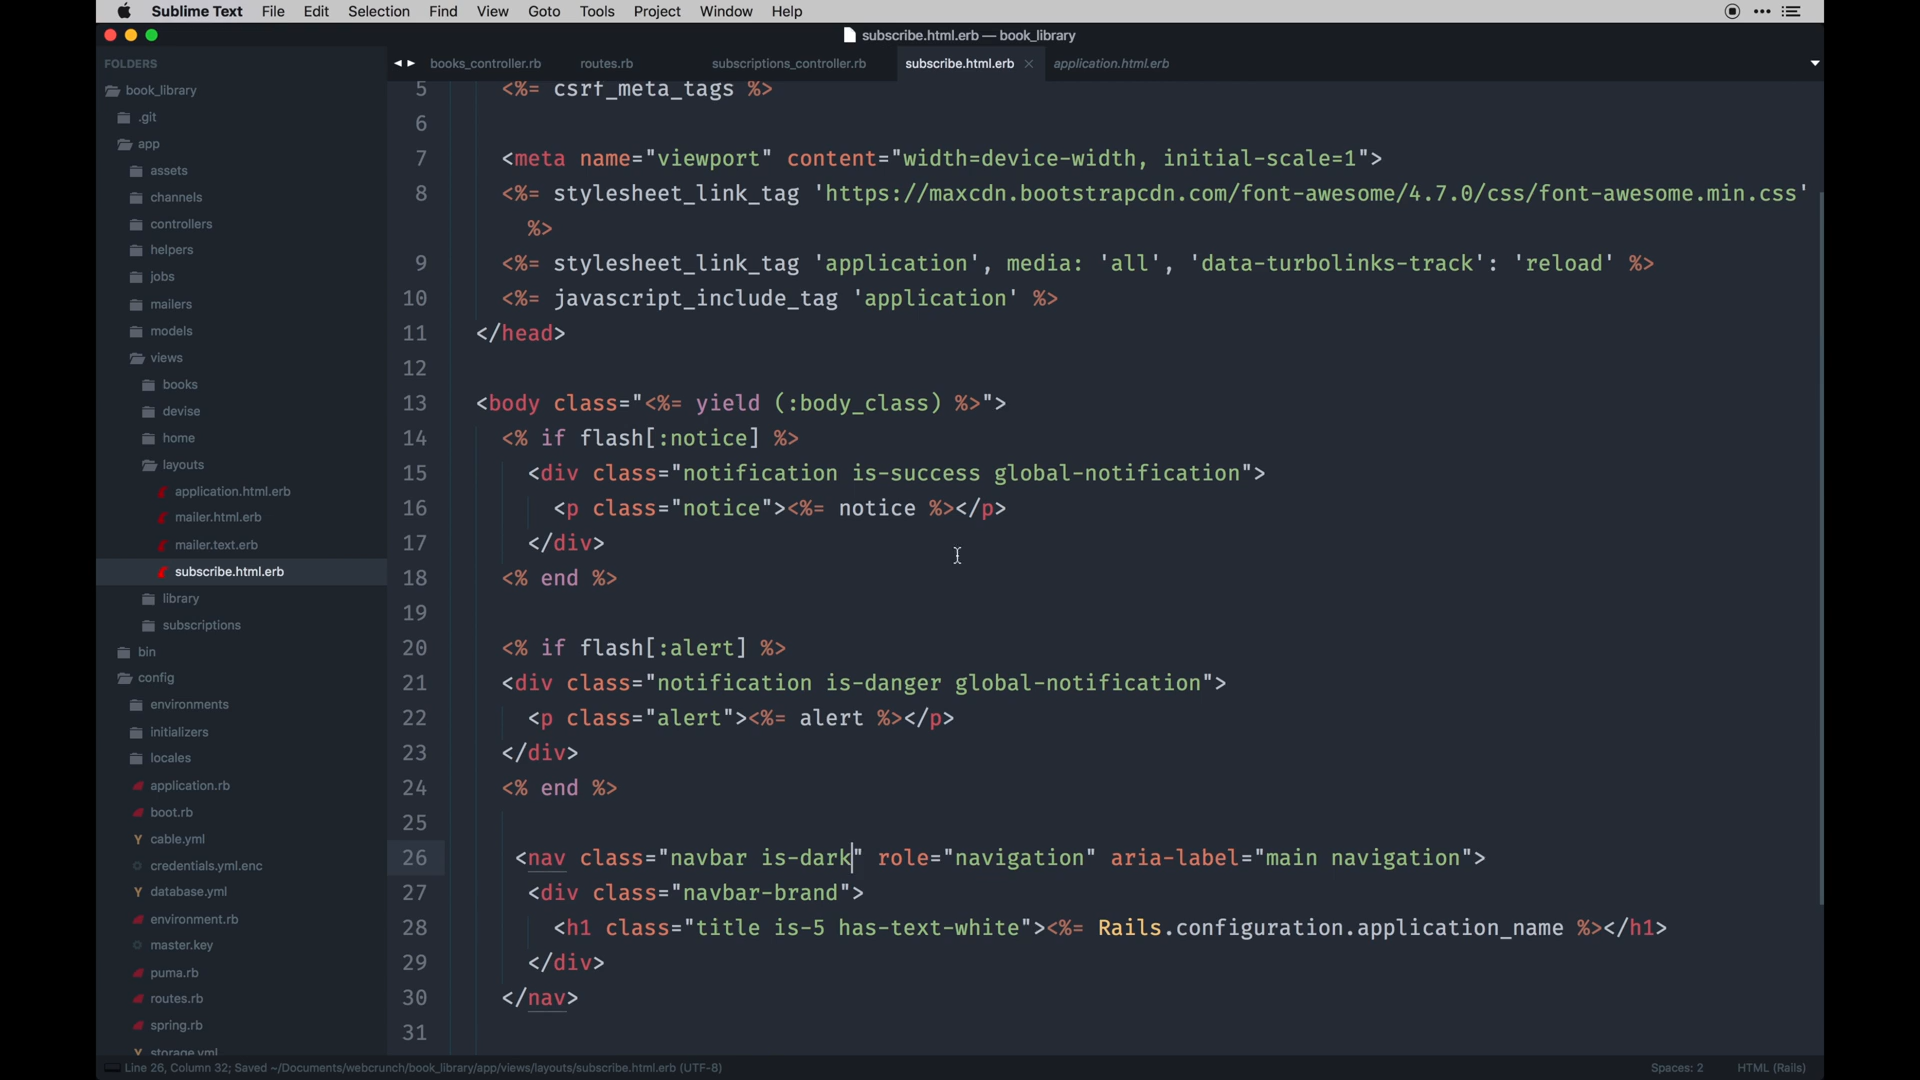 Sublime Text File Edit Selection Find View Goto Tools Project Window Help
subscribe.html.erb — book_library
FOLDERS
book_library
.git
app
assets
channels
controllers
helpers
jobs
mailers
models
views
books
devise
home
layouts
application.html.erb
mailer.html.erb
mailer.text.erb
subscribe.html.erb
library
subscriptions
bin
config
environments
initializers
locales
application.rb
boot.rb
cable.yml
credentials.yml.enc
database.yml
environment.rb
master.key
puma.rb
routes.rb
spring.rb
storage.yml
books_controller.rb routes.rb subscriptions_controller.rb subscribe.html.erb × application.html.erb
5 <%= csrf_meta_tags %>
6
7 <meta name="viewport" content="width=device-width, initial-scale=1">
8 <%= stylesheet_link_tag 'https://maxcdn.bootstrapcdn.com/font-awesome/4.7.0/css/font-awesome.min.css'
%>
9 <%= stylesheet_link_tag 'application', media: 'all', 'data-turbolinks-track': 'reload' %>
10 <%= javascript_include_tag 'application' %>
11 </head>
12
13 <body class="<%= yield (:body_class) %>">
14 <% if flash[:notice] %>
15 <div class="notification is-success global-notification">
16 <p class="notice"><%= notice %></p>
17 </div>
18 <% end %>
19
20 <% if flash[:alert] %>
21 <div class="notification is-danger global-notification">
22 <p class="alert"><%= alert %></p>
23 </div>
24 <% end %>
25
26 <nav class="navbar is-dark" role="navigation" aria-label="main navigation">
27 <div class="navbar-brand">
28 <h1 class="title is-5 has-text-white"><%= Rails.configuration.application_name %></h1>
29 </div>
30 </nav>
31
Line 26, Column 32; Saved ~/Documents/webcrunch/book_library/app/views/layouts/subscribe.html.erb (UTF-8) Spaces: 2 HTML (Rails)